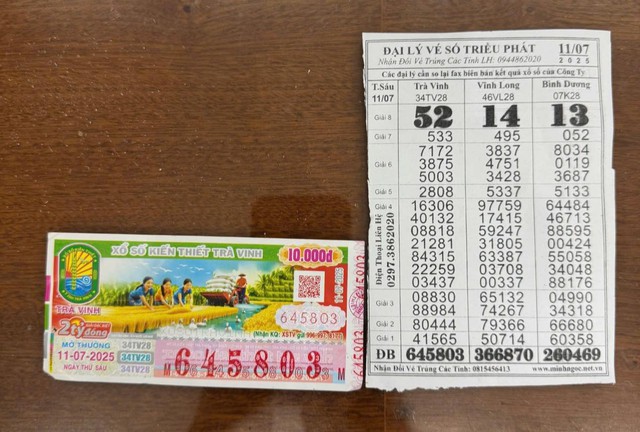 XỔ SỐ KIẾN THIẾT TRÀ VINH
10.000đ
TRÀ VINH
2Tỷ đồng
645803
11-07-2025
MỞ THƯỞNG
11-07-2025
NGÀY THỨ SÁU
34TV28
34TV28
34TV28
M 645803 M
645803
645803
ĐẠI LÝ VÉ SỐ TRIỀU PHÁT
Nhận Đổi Vé Trúng Các Tỉnh LH: 0944862020
11/07
2025
Các đại lý cần so lại fax biên bản kết quả xổ số của Công Ty
T.Sáu Trà Vinh Vĩnh Long Bình Dương
11/07 34TV28 46VL28 07K28
Giải 8 52 14 13
Giải 7 533 495 052
7172 3837 8034
Giải 6 3875 4751 0119
5003 3428 3687
Giải 5 2808 5337 5133
Giải 4 16306 97759 64484
40132 17415 46713
08818 59247 88595
21281 31805 00424
84315 63387 55058
22259 03708 34048
03437 00323 88176
Giải 3 08830 65132 04990
88984 74267 34318
Giải 2 80444 79366 66680
Giải 1 41565 50714 60358
ĐB 645803 366870 260469
Điện Thoại Liên Hệ 0297.3862020
Nhận Đổi Vé Trúng Các Tỉnh: 0815456413 www.minhngoc.net.vn